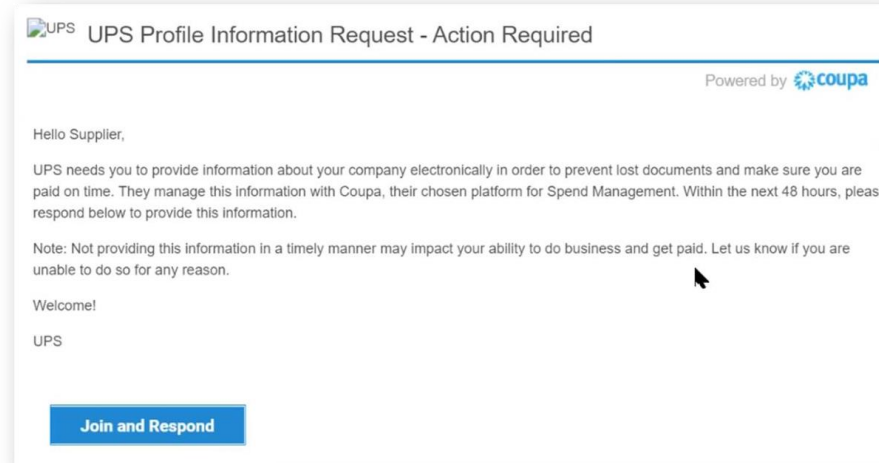 UPS
UPS Profile Information Request - Action Required
Powered by coupa
Hello Supplier,
UPS needs you to provide information about your company electronically in order to prevent lost documents and make sure you are
paid on time. They manage this information with Coupa, their chosen platform for Spend Management. Within the next 48 hours, pleas
respond below to provide this information.
Note: Not providing this information in a timely manner may impact your ability to do business and get paid. Let us know if you are
unable to do so for any reason.
Welcome!
UPS
Join and Respond